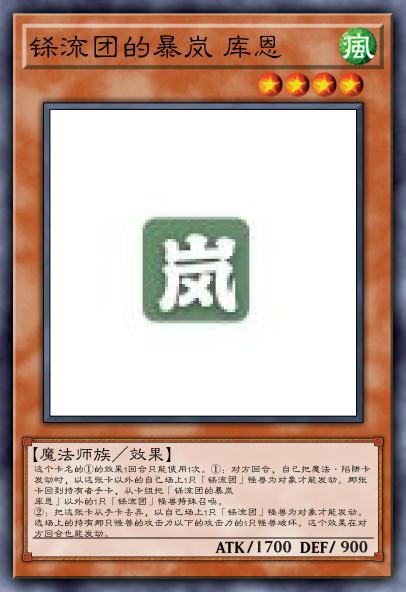 铩流团的暴岚 库恩
瘋
岚
【魔法师族／效果】
这个卡名的①的效果1回合只能使用1次。①：对方回合，自己把魔法·陷阱卡
发动时，以这张卡以外的自己场上1只「铩流团」怪兽为对象才能发动。那张
卡回到持有者手卡，从卡组把「铩流团的暴岚
库恩」以外的1只「铩流团」怪兽特殊召唤。
②：把这张卡从手卡丢弃，以自己场上1只「铩流团」怪兽为对象才能发动。
选场上的持有那只怪兽的攻击力以下的攻击力的1只怪兽破坏。这个效果在对
方回合也能发动。
ATK/1700 DEF/ 900